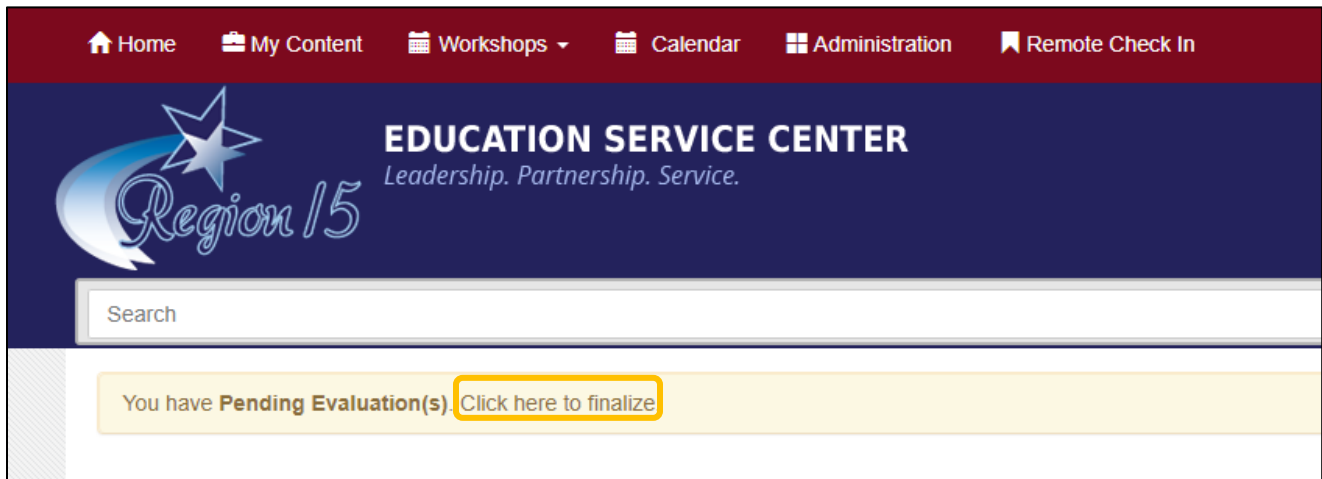 Home My Content Workshops Calendar Administration Remote Check In
EDUCATION SERVICE CENTER
Leadership. Partnership. Service.
Region 15
Search
You have Pending Evaluation(s). Click here to finalize